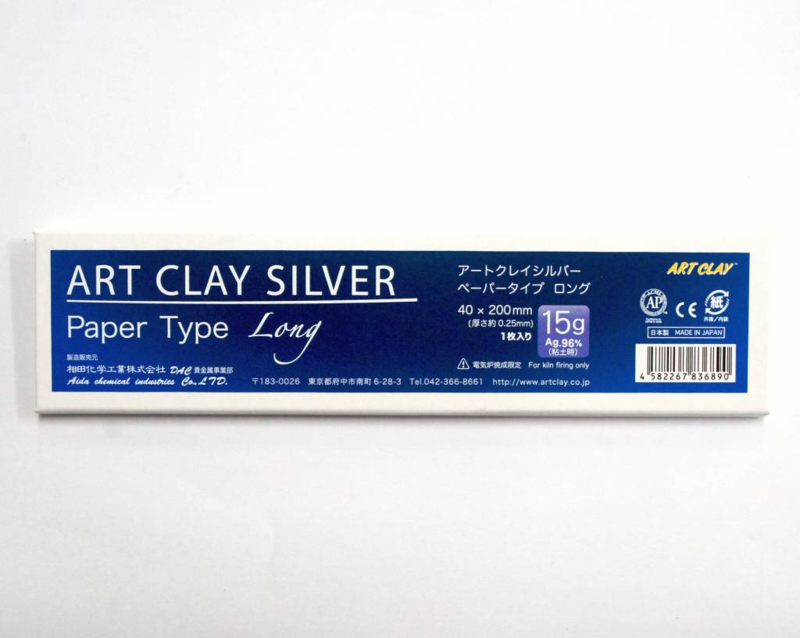 ART CLAY SILVER
Paper Type Long
製造販売元
相田化学工業株式会社 DAC 貴金属事業部
Aida chemical industries Co.,LTD.
〒183-0026 東京都府中市南町6-28-3 Tel.042-366-8661 http://www.artclay.co.jp
アートクレイシルバー
ペーパータイプ ロング
40×200mm
(厚さ約0.25mm)
1枚入り
15g
Ag.96%
(粘土時)
⚠ 電気炉焼成限定 For kiln firing only
ART CLAY™
AP
CE
紙
外箱/内袋
日本製 MADE IN JAPAN
4 582267 836890